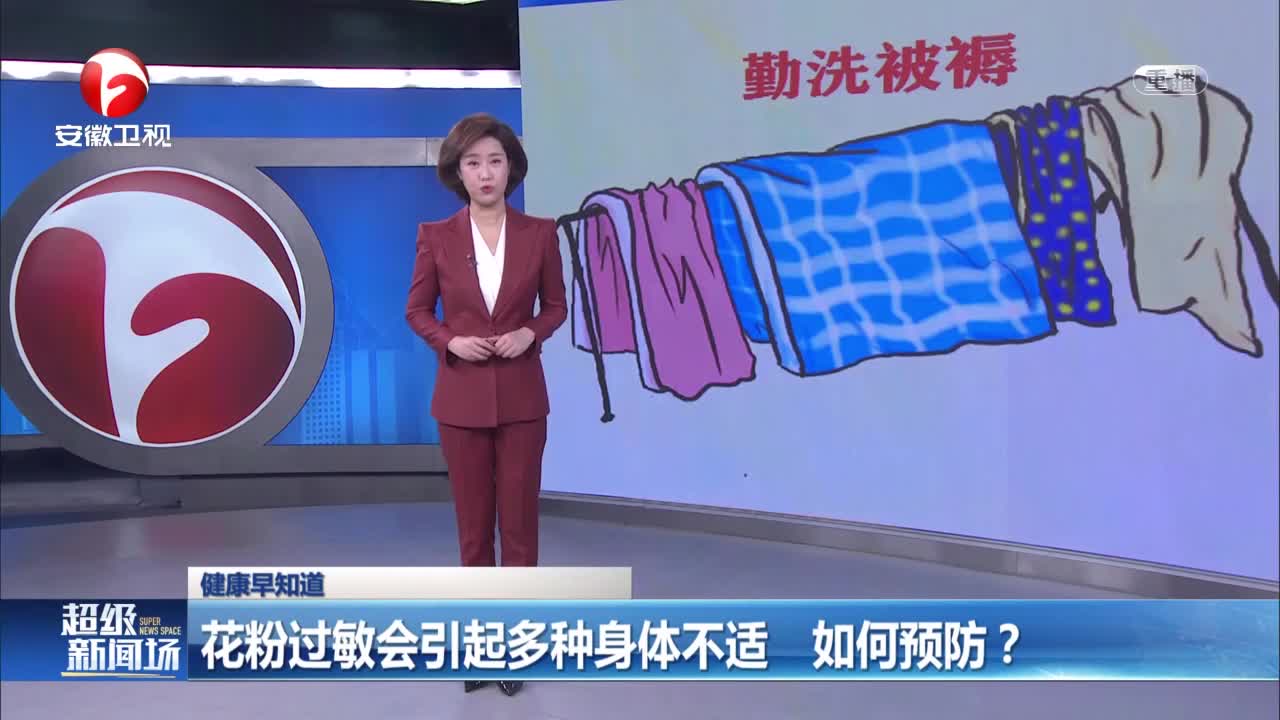 安徽卫视
勤洗被褥
重播
健康早知道
超级
新闻场
SUPER
NEWS SPACE
花粉过敏会引起多种身体不适 如何预防？